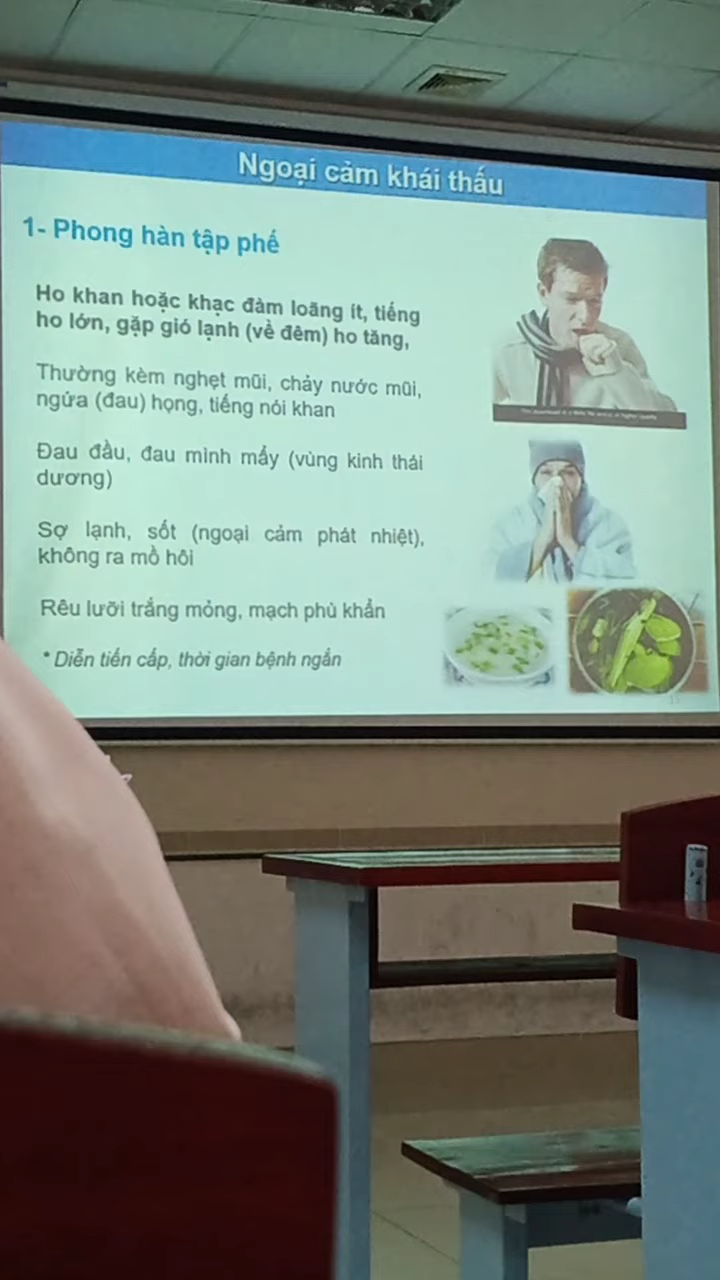 Ngoại cảm khái thấu
1- Phong hàn tập phế
Ho khan hoặc khạc đàm loãng ít, tiếng
ho lớn, gặp gió lạnh (về đêm) ho tăng,
Thường kèm nghẹt mũi, chảy nước mũi,
ngứa (đau) họng, tiếng nói khan
Đau đầu, đau mình mẩy (vùng kinh thái
dương)
Sợ lạnh, sốt (ngoại cảm phát nhiệt),
không ra mồ hôi
Rêu lưỡi trắng mỏng, mạch phù khẩn
* Diễn tiến cấp, thời gian bệnh ngắn